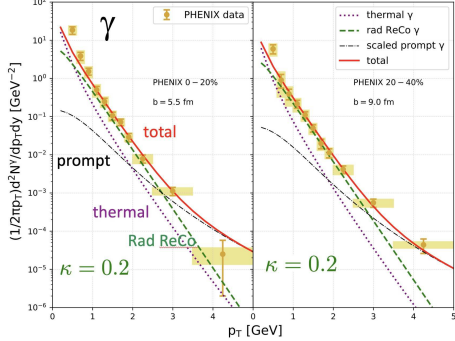 (1/2πp_T)d²N^γ/dp_Tdy [GeV⁻²]
10²
10¹
10⁰
10⁻¹
10⁻²
10⁻³
10⁻⁴
10⁻⁵
10⁻⁶
γ
PHENIX data
PHENIX 0−20%
b = 5.5 fm
total
prompt
thermal
Rad ReCo
κ = 0.2
0 1 2 3 4
thermal γ
rad ReCo γ
scaled prompt γ
total
PHENIX 20−40%
b = 9.0 fm
κ = 0.2
0 1 2 3 4 5
p_T [GeV]